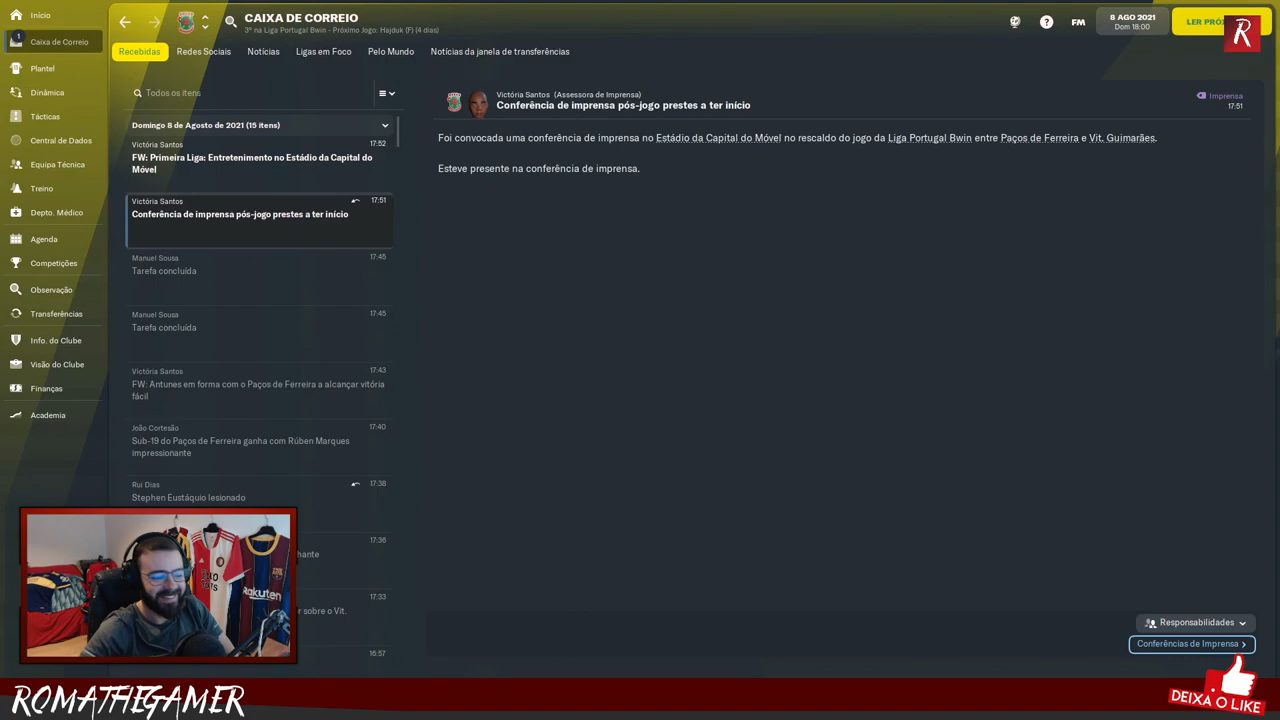 Início
1
Caixa de Correio
Plantel
Dinâmica
Tácticas
Central de Dados
Equipa Técnica
Treino
Depto. Médico
Agenda
Competições
Observação
Transferências
Info. do Clube
Visão do Clube
Finanças
Academia
CAIXA DE CORREIO
3º na Liga Portugal Bwin - Próximo Jogo: Hajduk (F) (4 dias)
FM
8 AGO 2021
Dom 18:00
LER PRÓ
R
Recebidas
Redes Sociais
Notícias
Ligas em Foco
Pelo Mundo
Notícias da janela de transferências
Todos os itens
Domingo 8 de Agosto de 2021 (15 itens)
Victória Santos 17:52
FW: Primeira Liga: Entretenimento no Estádio da Capital do
Móvel
Victória Santos 17:51
Conferência de imprensa pós-jogo prestes a ter início
Manuel Sousa 17:45
Tarefa concluída
Manuel Sousa 17:45
Tarefa concluída
Victória Santos 17:43
FW: Antunes em forma com o Paços de Ferreira a alcançar vitória
fácil
João Cortesão 17:40
Sub-19 do Paços de Ferreira ganha com Rúben Marques
impressionante
Rui Dias 17:38
Stephen Eustáquio lesionado
17:36
hante
17:33
r sobre o Vit.
16:57
Victória Santos (Assessora de Imprensa)
Conferência de imprensa pós-jogo prestes a ter início
Imprensa
17:51
Foi convocada uma conferência de imprensa no Estádio da Capital do Móvel no rescaldo do jogo da Liga Portugal Bwin entre Paços de Ferreira e Vit. Guimarães.
Esteve presente na conferência de imprensa.
Responsabilidades
Conferências de Imprensa
Rakuten
ROMATHEGAMER
DEIXA O LIKE